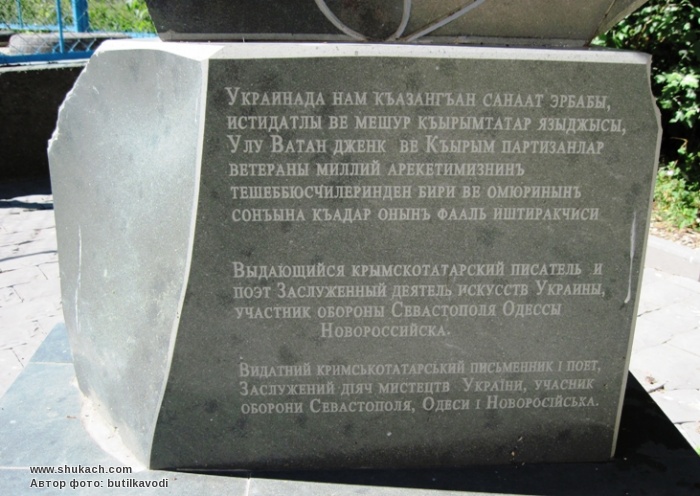 Украинада нам къазангъан санаат эрбабы,
истидатлы ве мешур къырымтатар языджысы,
Улу Ватан дженк ве Къырым партизанлар
ветераны миллий арекетимизнинъ
тешеббюсчилеринден бири ве омюрининъ
сонъына къадар онынъ фааль иштиракчиси
Выдающийся крымскотатарский писатель и
поэт Заслуженный деятель искусств Украины,
участник обороны Севастополя Одессы
Новороссийска.
Видатний кримськотатарський письменник і поет,
Заслужений діяч мистецтв України, учасник
оборони Севастополя, Одеси і Новоросійська.
www.shukach.com
Автор фото: butilkavodi